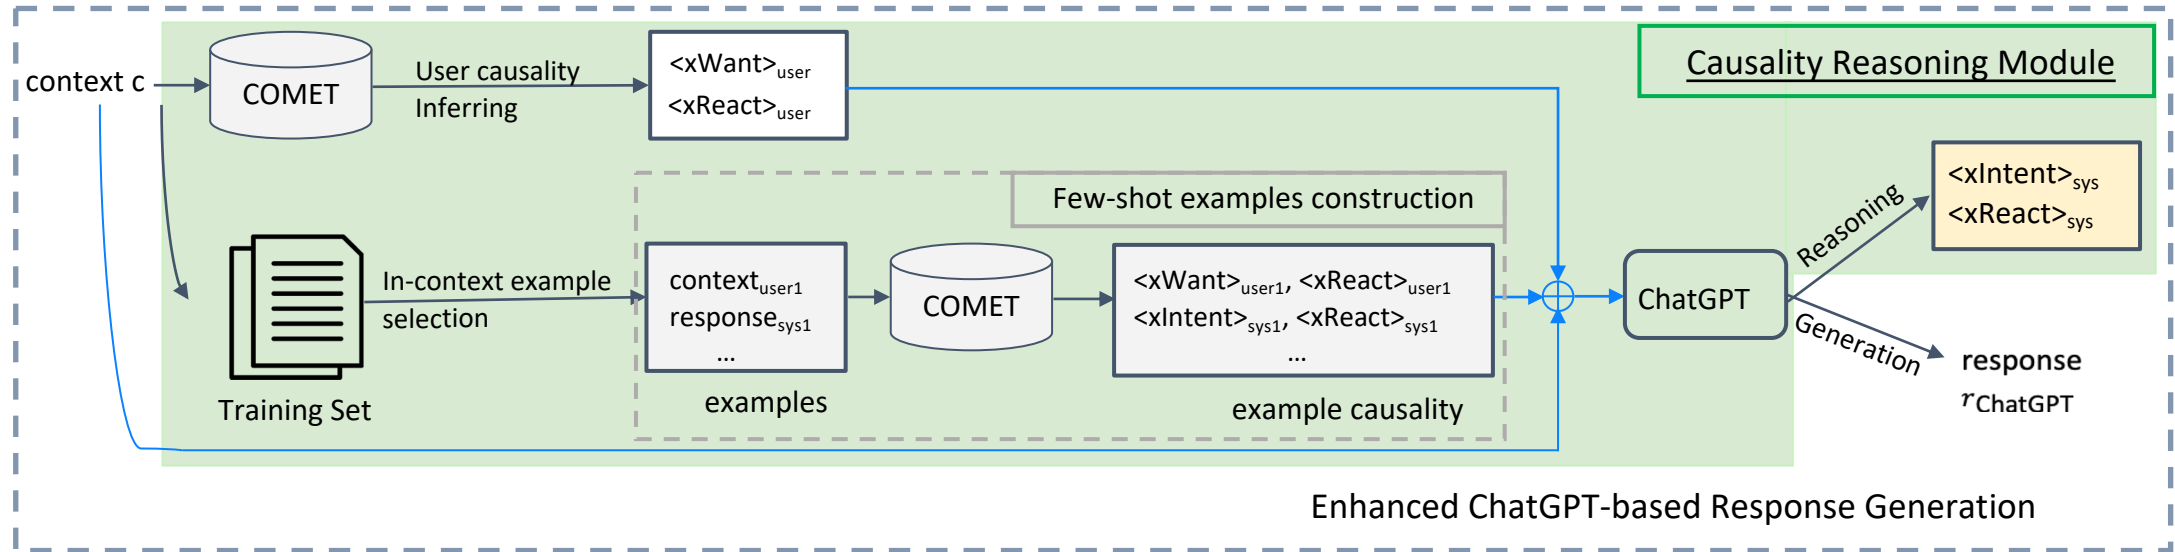 context c
COMET
User causality
Inferring
<xWant>user
<xReact>user
Causality Reasoning Module
Few-shot examples construction
Training Set
In-context example
selection
contextuser1
responsesys1
...
examples
COMET
<xWant>user1, <xReact>user1
<xIntent>sys1, <xReact>sys1
...
example causality
ChatGPT
Reasoning
<xIntent>sys
<xReact>sys
Generation
response
rChatGPT
Enhanced ChatGPT-based Response Generation